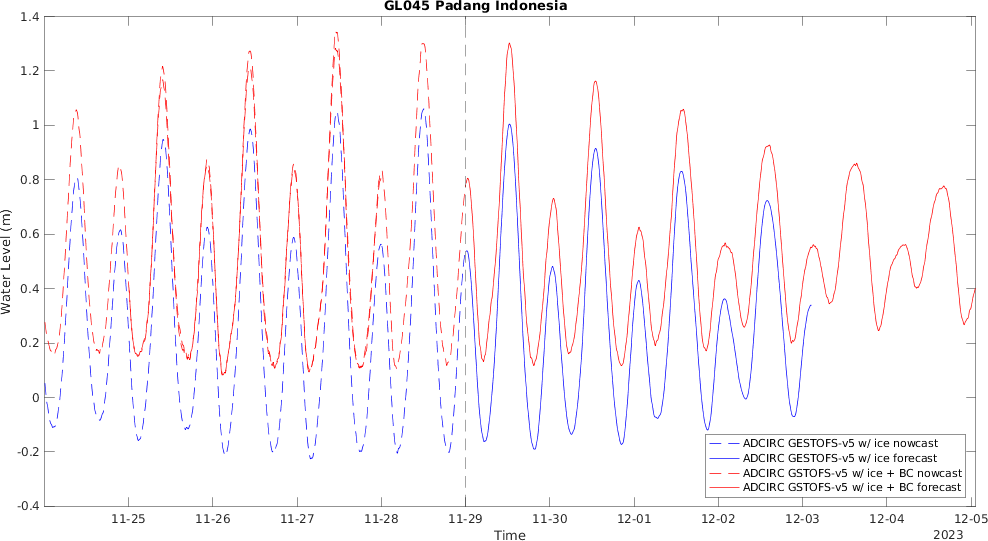 GL045 Padang Indonesia
1.4
1.2
1
0.8
0.6
0.4
0.2
0
-0.2
-0.4
Water Level (m)
ADCIRC GESTOFS-v5 w/ ice nowcast
ADCIRC GESTOFS-v5 w/ ice forecast
ADCIRC GSTOFS-v5 w/ ice + BC nowcast
ADCIRC GSTOFS-v5 w/ ice + BC forecast
11-25 11-26 11-27 11-28 11-29 11-30 12-01 12-02 12-03 12-04 12-05
Time
2023